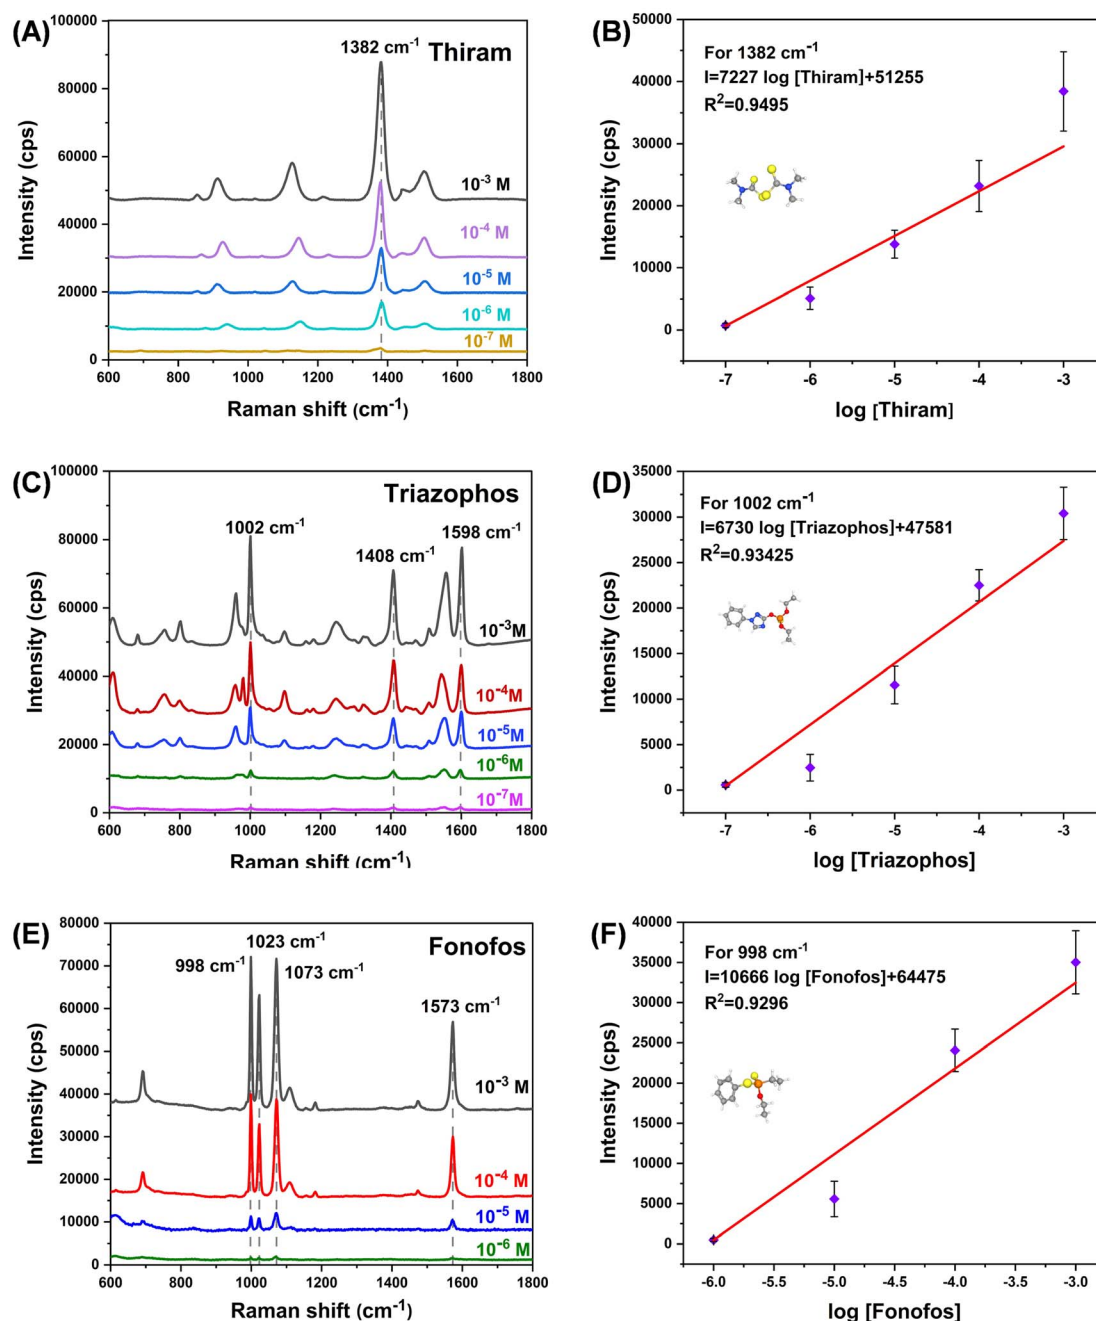 (A)
Thiram
1382 cm⁻¹
10⁻³ M
10⁻⁴ M
10⁻⁵ M
10⁻⁶ M
10⁻⁷ M
100000
80000
60000
40000
20000
0
600 800 1000 1200 1400 1600 1800
Intensity (cps)
Raman shift (cm⁻¹)
(B)
For 1382 cm⁻¹
I=7227 log [Thiram]+51255
R²=0.9495
50000
40000
30000
20000
10000
0
-7 -6 -5 -4 -3
Intensity (cps)
log [Thiram]
(C)
Triazophos
1002 cm⁻¹
1408 cm⁻¹
1598 cm⁻¹
10⁻³M
10⁻⁴M
10⁻⁵M
10⁻⁶M
10⁻⁷M
100000
80000
60000
40000
20000
0
600 800 1000 1200 1400 1600 1800
Intensity (cps)
Raman shift (cm⁻¹)
(D)
For 1002 cm⁻¹
I=6730 log [Triazophos]+47581
R²=0.93425
35000
30000
25000
20000
15000
10000
5000
0
-7 -6 -5 -4 -3
Intensity (cps)
log [Triazophos]
(E)
Fonofos
998 cm⁻¹
1023 cm⁻¹
1073 cm⁻¹
1573 cm⁻¹
10⁻³ M
10⁻⁴ M
10⁻⁵ M
10⁻⁶ M
80000
70000
60000
50000
40000
30000
20000
10000
0
600 800 1000 1200 1400 1600 1800
Intensity (cps)
Raman shift (cm⁻¹)
(F)
For 998 cm⁻¹
I=10666 log [Fonofos]+64475
R²=0.9296
40000
35000
30000
25000
20000
15000
10000
5000
0
-6.0 -5.5 -5.0 -4.5 -4.0 -3.5 -3.0
Intensity (cps)
log [Fonofos]